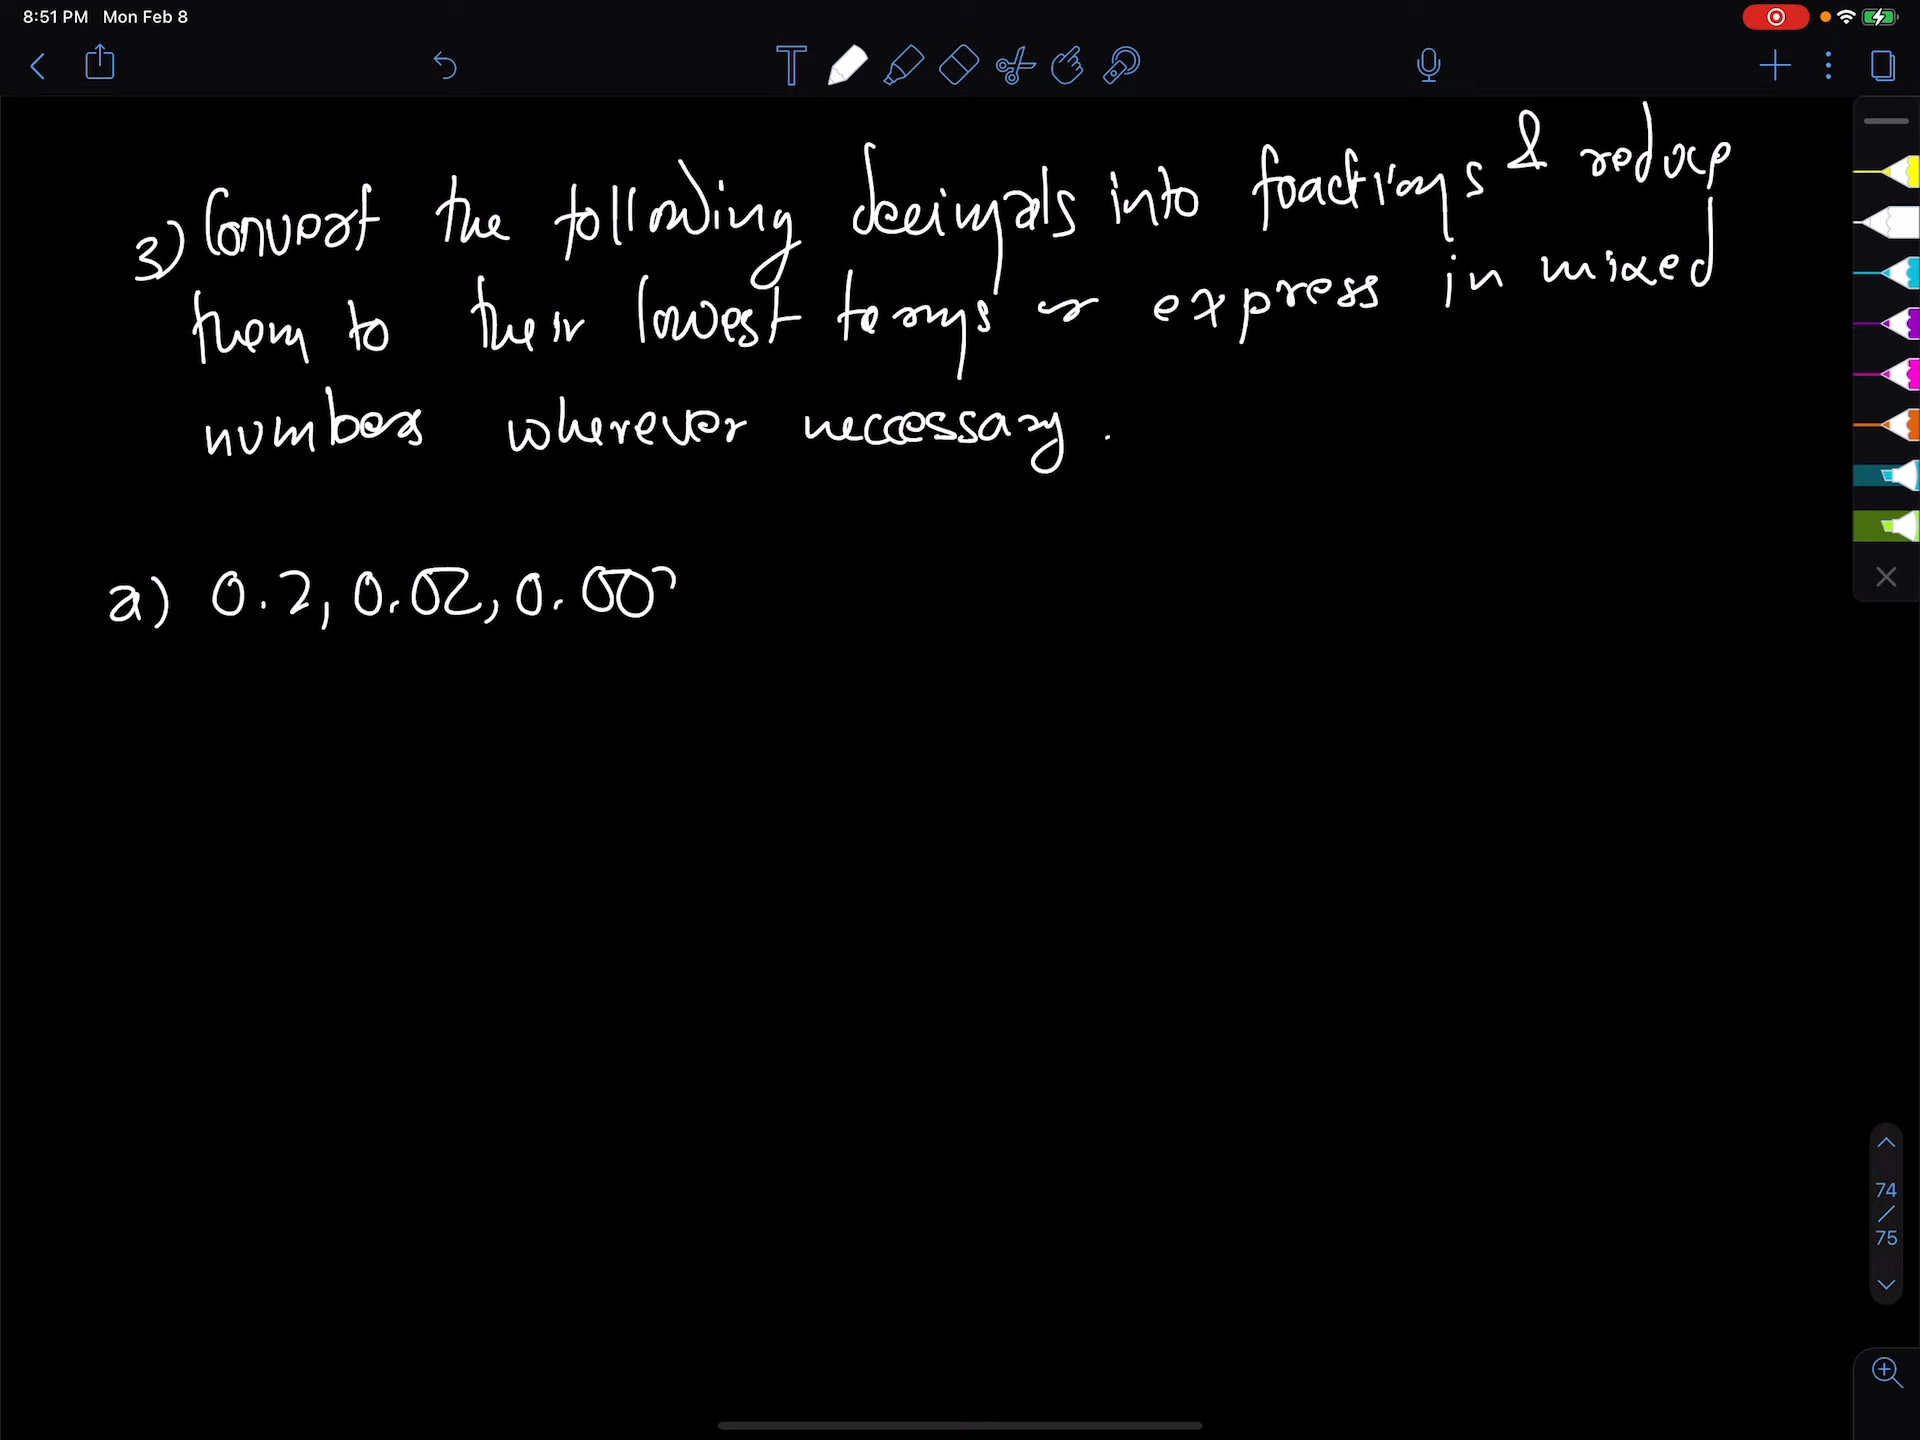 8:51 PM Mon Feb 8
3) Convert the following decimals into fractions & reduce
them to their lowest terms or express in mixed
numbers wherever neccessary.
a) 0.2, 0.02, 0.00
74
/
75